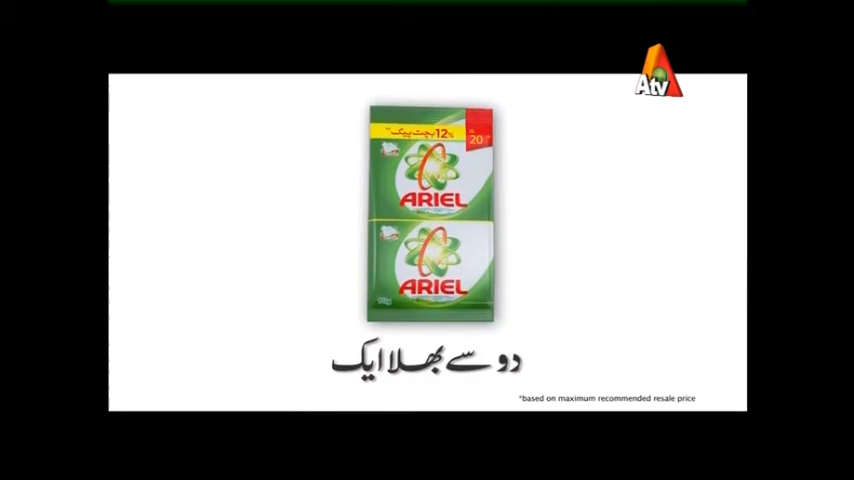 Atv
12% بچت پیک
20
ARIEL
ARIEL
دو سے بھلا ایک
*based on maximum recommended resale price